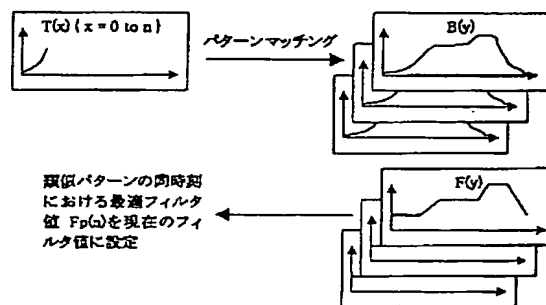 T(x) ( x = 0 to n )
パターンマッチング
B(y)
類似パターンの同時刻
における最適フィルタ
値 Fp(n)を現在のフィ
ルタ値に設定
F(y)